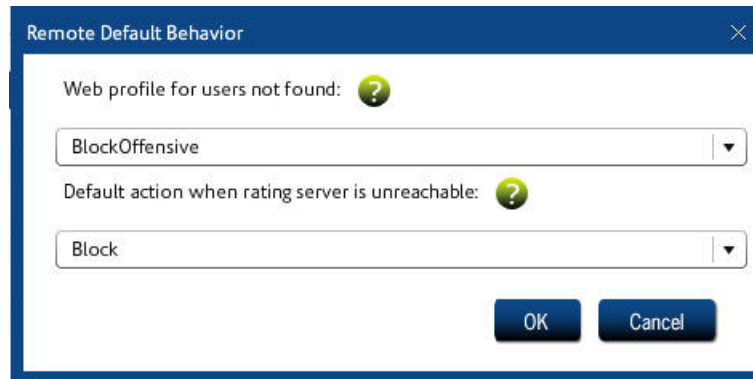 Remote Default Behavior
Web profile for users not found: ?
BlockOffensive
Default action when rating server is unreachable: ?
Block
OK Cancel